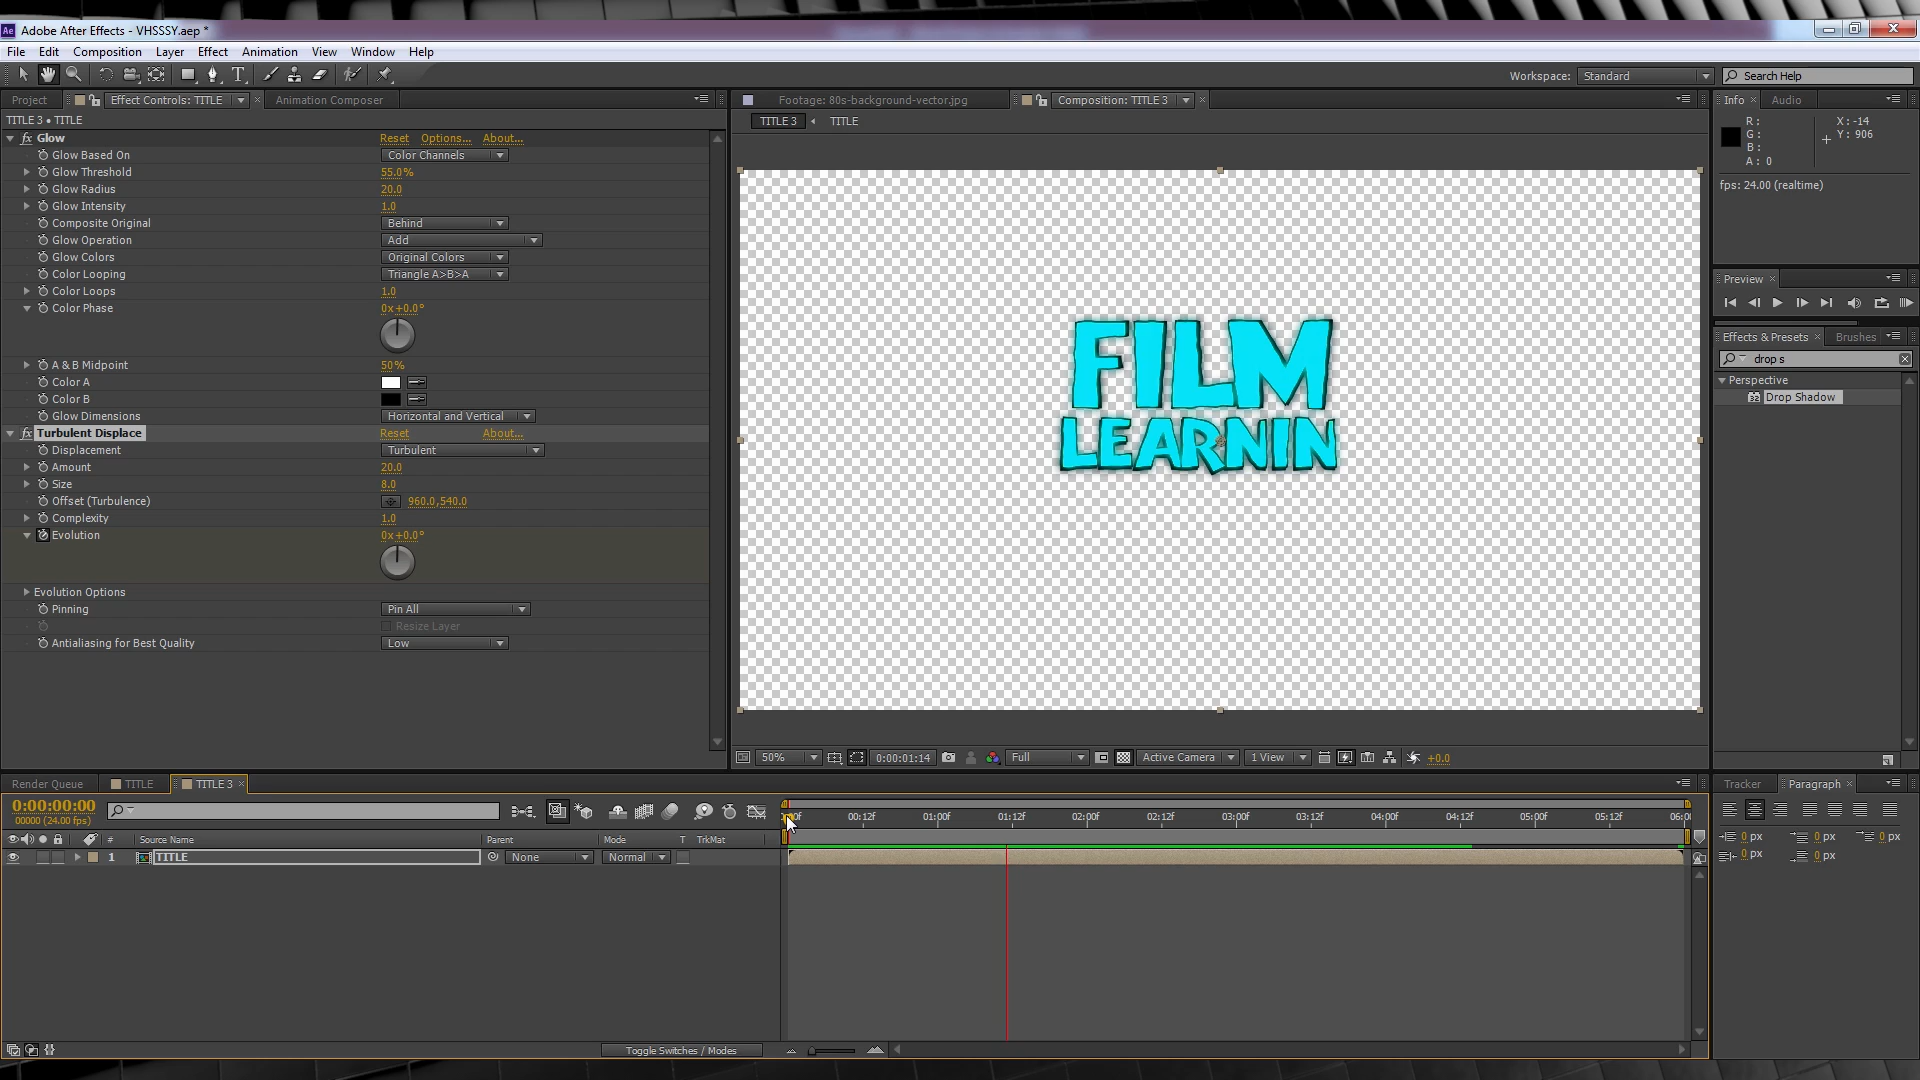 Adobe After Effects - VHSSSY.aep *
File Edit Composition Layer Effect Animation View Window Help
Workspace: Standard Search Help
Project Effect Controls: TITLE Animation Composer
TITLE 3 • TITLE
Glow Reset Options... About...
Glow Based On Color Channels
Glow Threshold 55.0%
Glow Radius 20.0
Glow Intensity 1.0
Composite Original Behind
Glow Operation Add
Glow Colors Original Colors
Color Looping Triangle A>B>A
Color Loops 1.0
Color Phase 0x+0.0°
A & B Midpoint 50%
Color A
Color B
Glow Dimensions Horizontal and Vertical
Turbulent Displace Reset About...
Displacement Turbulent
Amount 20.0
Size 8.0
Offset (Turbulence) 960.0,540.0
Complexity 1.0
Evolution 0x+0.0°
Evolution Options
Pinning Pin All
Resize Layer
Antialiasing for Best Quality Low
Footage: 80s-background-vector.jpg Composition: TITLE 3
TITLE 3 TITLE
FILM
LEARNIN
50% 0:00:01:14 Full Active Camera 1 View +0.0
Info Audio
R: X: -14
G: Y: 906
B:
A: 0
fps: 24.00 (realtime)
Preview
Effects & Presets Brushes
drop s
Perspective
32 Drop Shadow
Render Queue TITLE TITLE 3
0:00:00:00
00000 (24.00 fps)
00:12f 01:00f 01:12f 02:00f 02:12f 03:00f 03:12f 04:00f 04:12f 05:00f 05:12f 06:00
# Source Name Parent Mode T TrkMat
1 TITLE None Normal
Toggle Switches / Modes
Tracker Paragraph
0 px 0 px 0 px
0 px 0 px